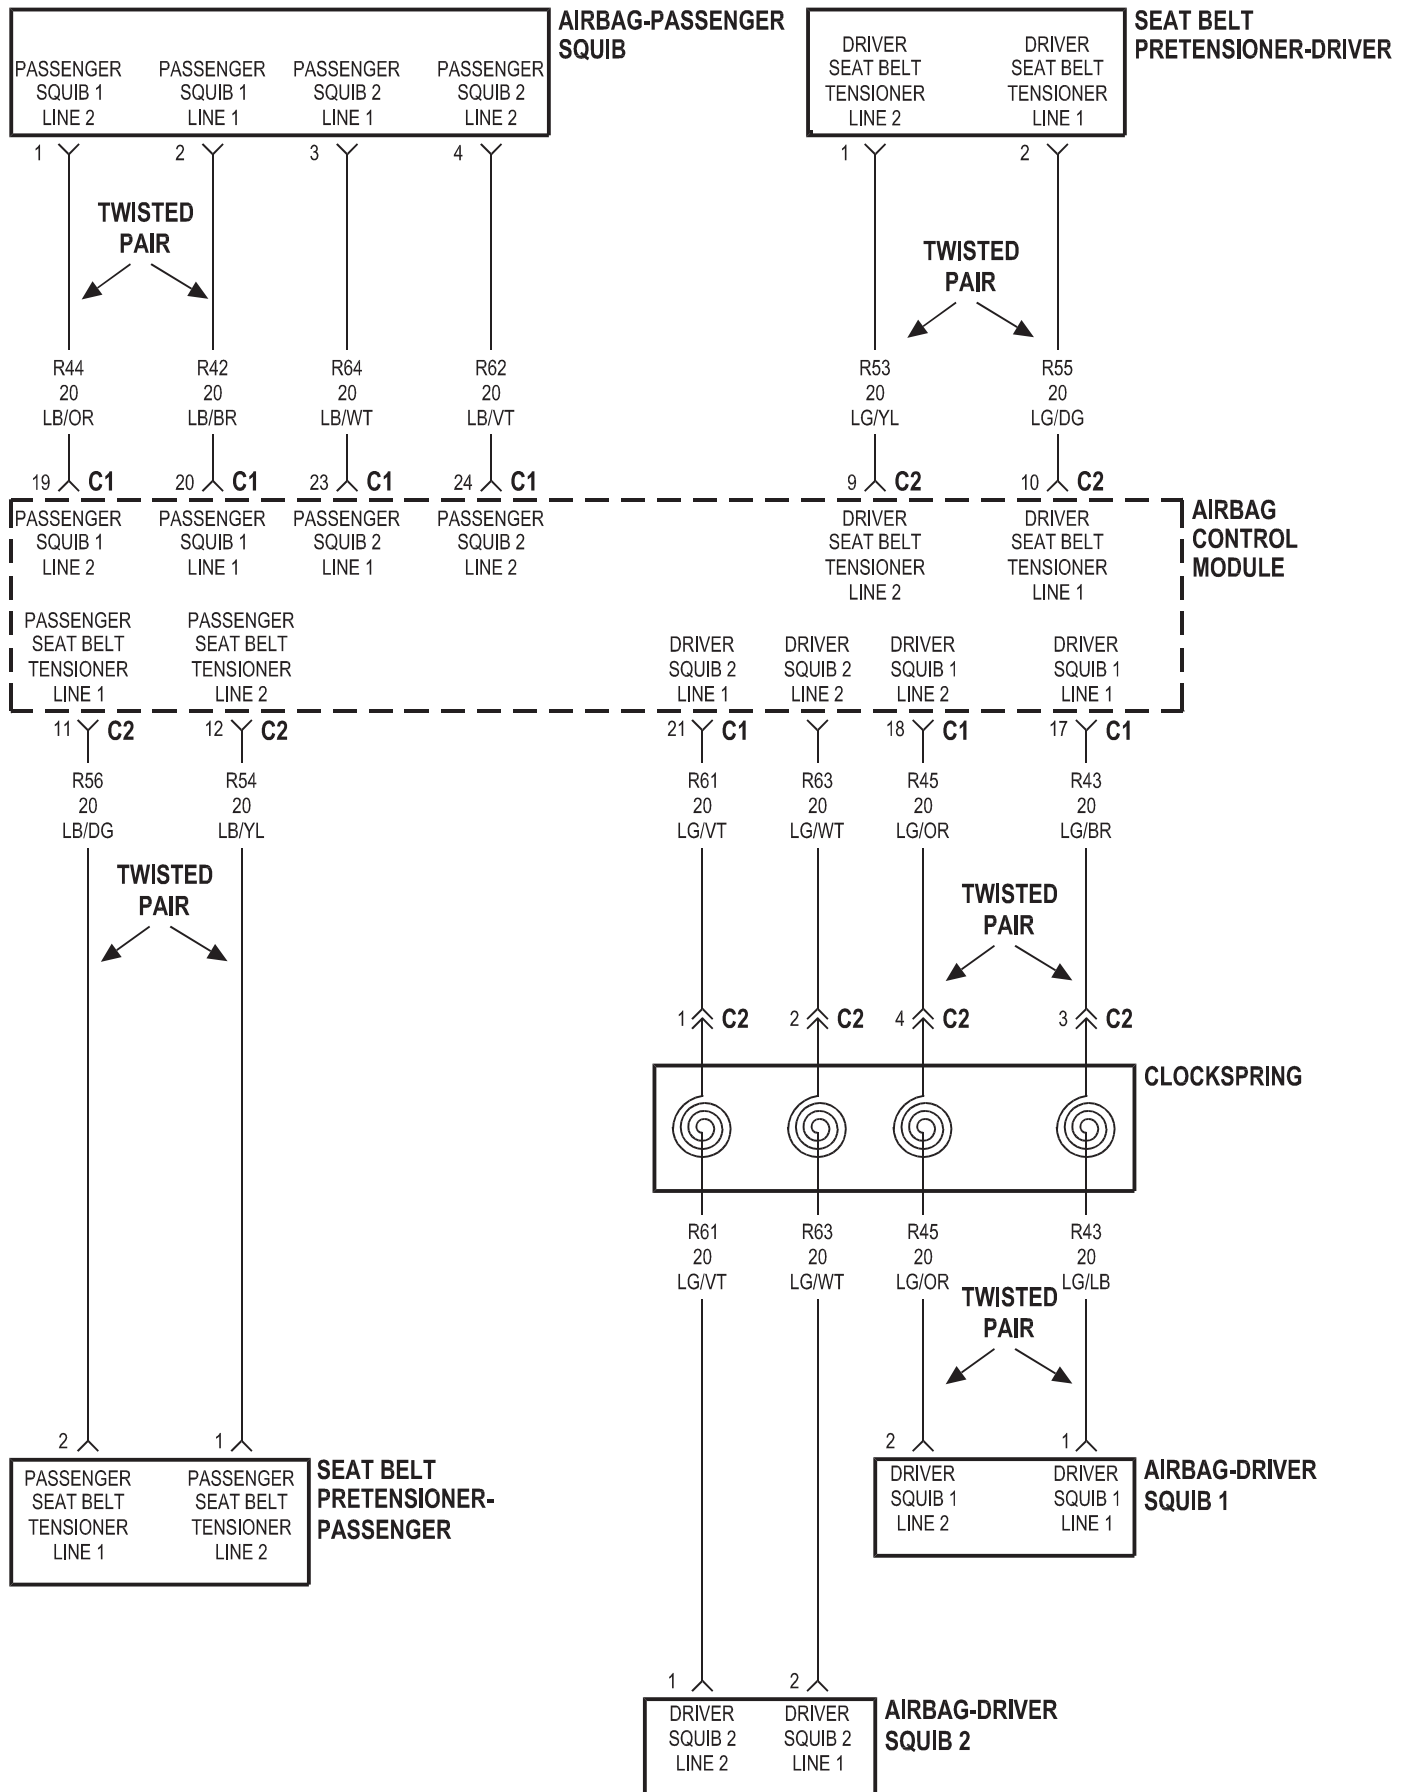 AIRBAG-PASSENGER
SQUIB
PASSENGER
SQUIB 1
LINE 2
PASSENGER
SQUIB 1
LINE 1
PASSENGER
SQUIB 2
LINE 1
PASSENGER
SQUIB 2
LINE 2
SEAT BELT
PRETENSIONER-DRIVER
DRIVER
SEAT BELT
TENSIONER
LINE 2
DRIVER
SEAT BELT
TENSIONER
LINE 1
1
2
3
4
1
2
TWISTED
PAIR
TWISTED
PAIR
R44
20
LB/OR
R42
20
LB/BR
R64
20
LB/WT
R62
20
LB/VT
R53
20
LG/YL
R55
20
LG/DG
19 C1
20 C1
23 C1
24 C1
9 C2
10 C2
AIRBAG
CONTROL
MODULE
PASSENGER
SQUIB 1
LINE 2
PASSENGER
SQUIB 1
LINE 1
PASSENGER
SQUIB 2
LINE 1
PASSENGER
SQUIB 2
LINE 2
DRIVER
SEAT BELT
TENSIONER
LINE 2
DRIVER
SEAT BELT
TENSIONER
LINE 1
PASSENGER
SEAT BELT
TENSIONER
LINE 1
PASSENGER
SEAT BELT
TENSIONER
LINE 2
DRIVER
SQUIB 2
LINE 1
DRIVER
SQUIB 2
LINE 2
DRIVER
SQUIB 1
LINE 2
DRIVER
SQUIB 1
LINE 1
11 C2
12 C2
21 C1
18 C1
17 C1
R56
20
LB/DG
R54
20
LB/YL
R61
20
LG/VT
R63
20
LG/WT
R45
20
LG/OR
R43
20
LG/BR
TWISTED
PAIR
TWISTED
PAIR
1 C2
2 C2
4 C2
3 C2
CLOCKSPRING
R61
20
LG/VT
R63
20
LG/WT
R45
20
LG/OR
R43
20
LG/LB
TWISTED
PAIR
2
1
2
1
PASSENGER
SEAT BELT
TENSIONER
LINE 1
PASSENGER
SEAT BELT
TENSIONER
LINE 2
SEAT BELT
PRETENSIONER-
PASSENGER
DRIVER
SQUIB 1
LINE 2
DRIVER
SQUIB 1
LINE 1
AIRBAG-DRIVER
SQUIB 1
1
2
DRIVER
SQUIB 2
LINE 2
DRIVER
SQUIB 2
LINE 1
AIRBAG-DRIVER
SQUIB 2